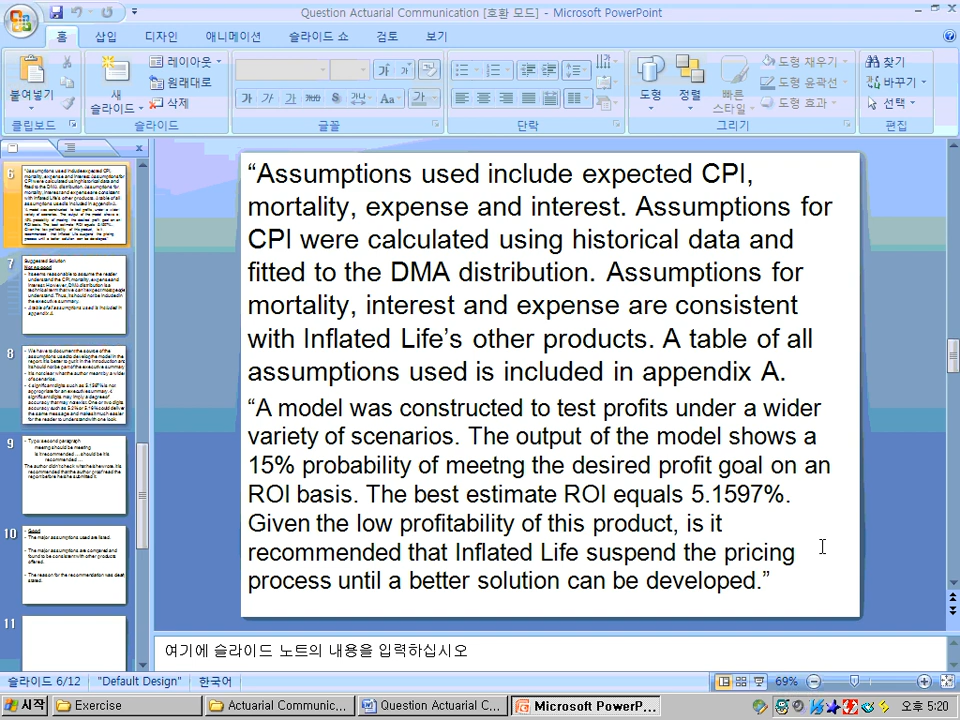 Question Actuarial Communication [호환 모드] - Microsoft PowerPoint
홈 삽입 디자인 애니메이션 슬라이드 쇼 검토 보기
붙여넣기
클립보드
새
슬라이드
레이아웃
원래대로
삭제
슬라이드
글꼴
단락
도형
정렬
빠른
스타일
도형 채우기
도형 윤곽선
도형 효과
그리기
찾기
바꾸기
선택
편집
6
7
Suggested Solution
Not so good
8
9
10
Good
11
“Assumptions used include expected CPI,
mortality, expense and interest. Assumptions for
CPI were calculated using historical data and
fitted to the DMA distribution. Assumptions for
mortality, interest and expense are consistent
with Inflated Life’s other products. A table of all
assumptions used is included in appendix A.
“A model was constructed to test profits under a wider
variety of scenarios. The output of the model shows a
15% probability of meetng the desired profit goal on an
ROI basis. The best estimate ROI equals 5.1597%.
Given the low profitability of this product, is it
recommended that Inflated Life suspend the pricing
process until a better solution can be developed.”
여기에 슬라이드 노트의 내용을 입력하십시오
슬라이드 6/12 "Default Design" 한국어 69%
시작 Exercise Actuarial Communic... Question Actuarial C... Microsoft PowerP... 오후 5:20